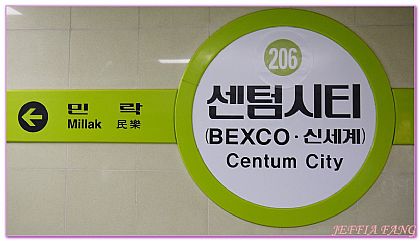 206
센텀시티
(BEXCO·신세계)
Centum City
민 락
Millak 民樂
JEFFIA FANG